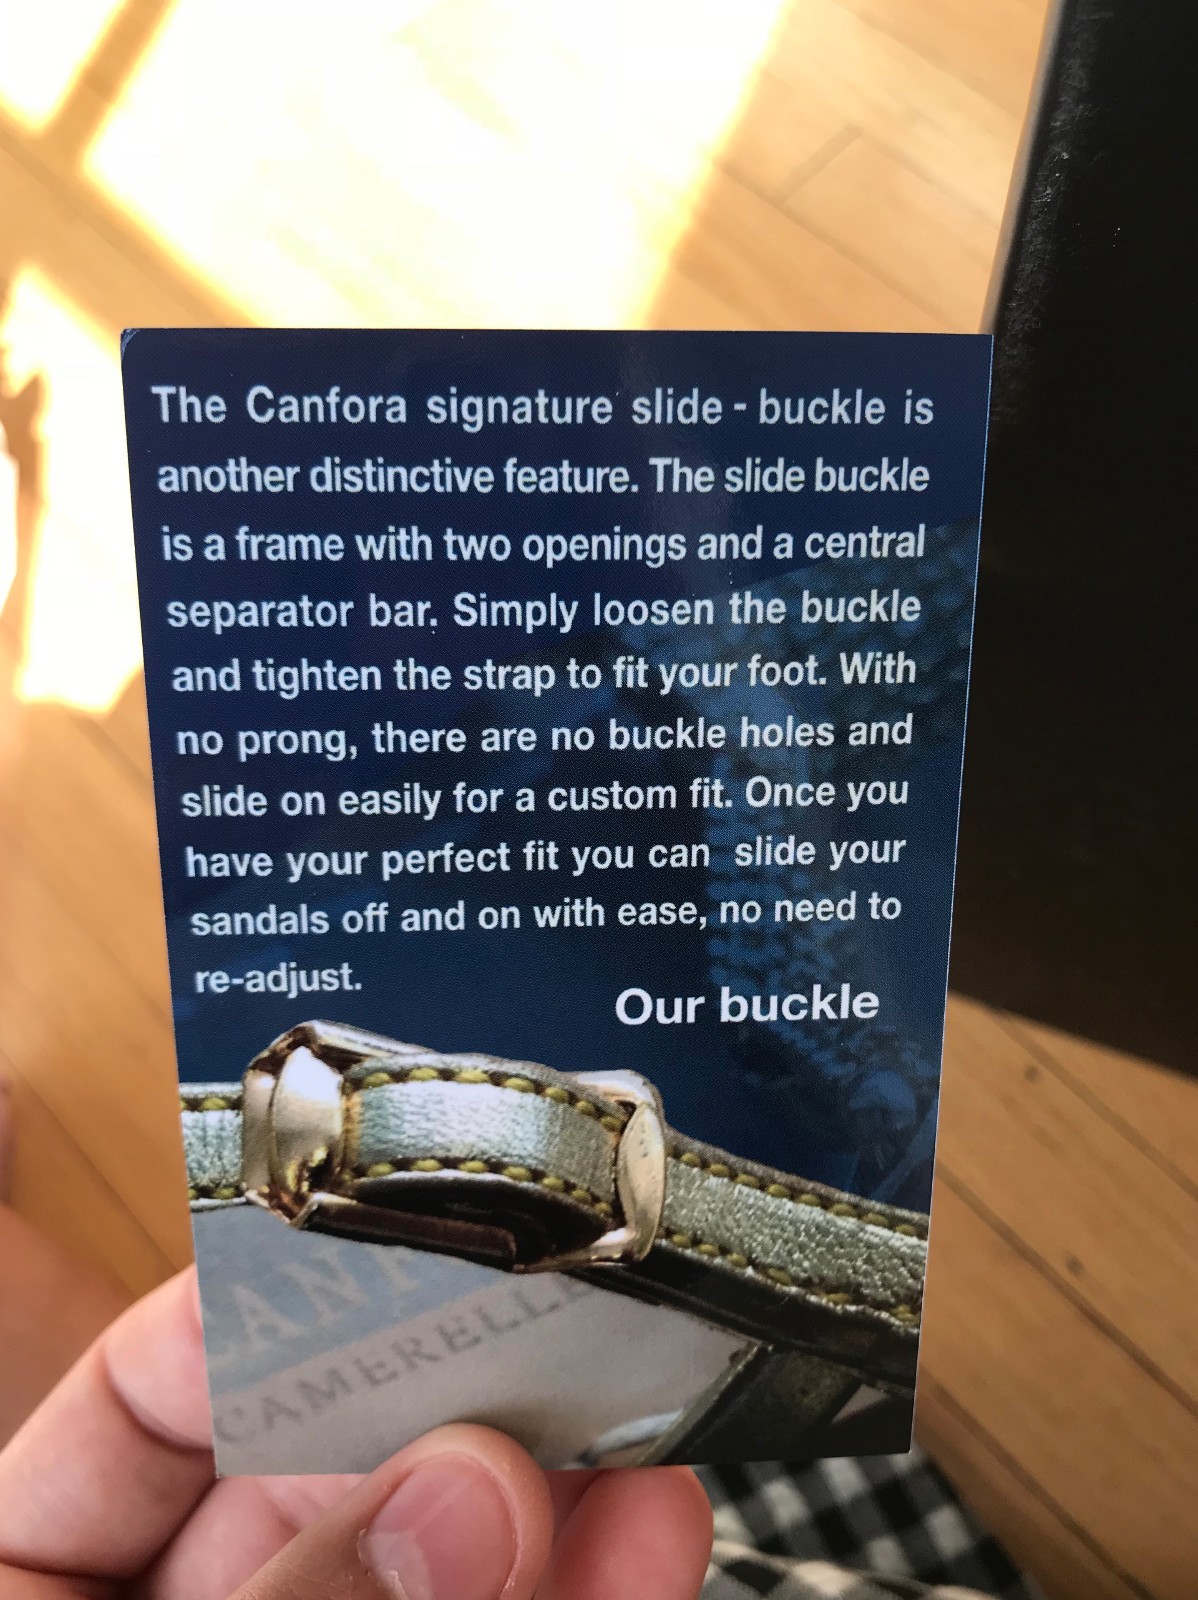 The Canfora signature slide - buckle is
another distinctive feature. The slide buckle
is a frame with two openings and a central
separator bar. Simply loosen the buckle
and tighten the strap to fit your foot. With
no prong, there are no buckle holes and
slide on easily for a custom fit. Once you
have your perfect fit you can slide your
sandals off and on with ease, no need to
re-adjust.
Our buckle